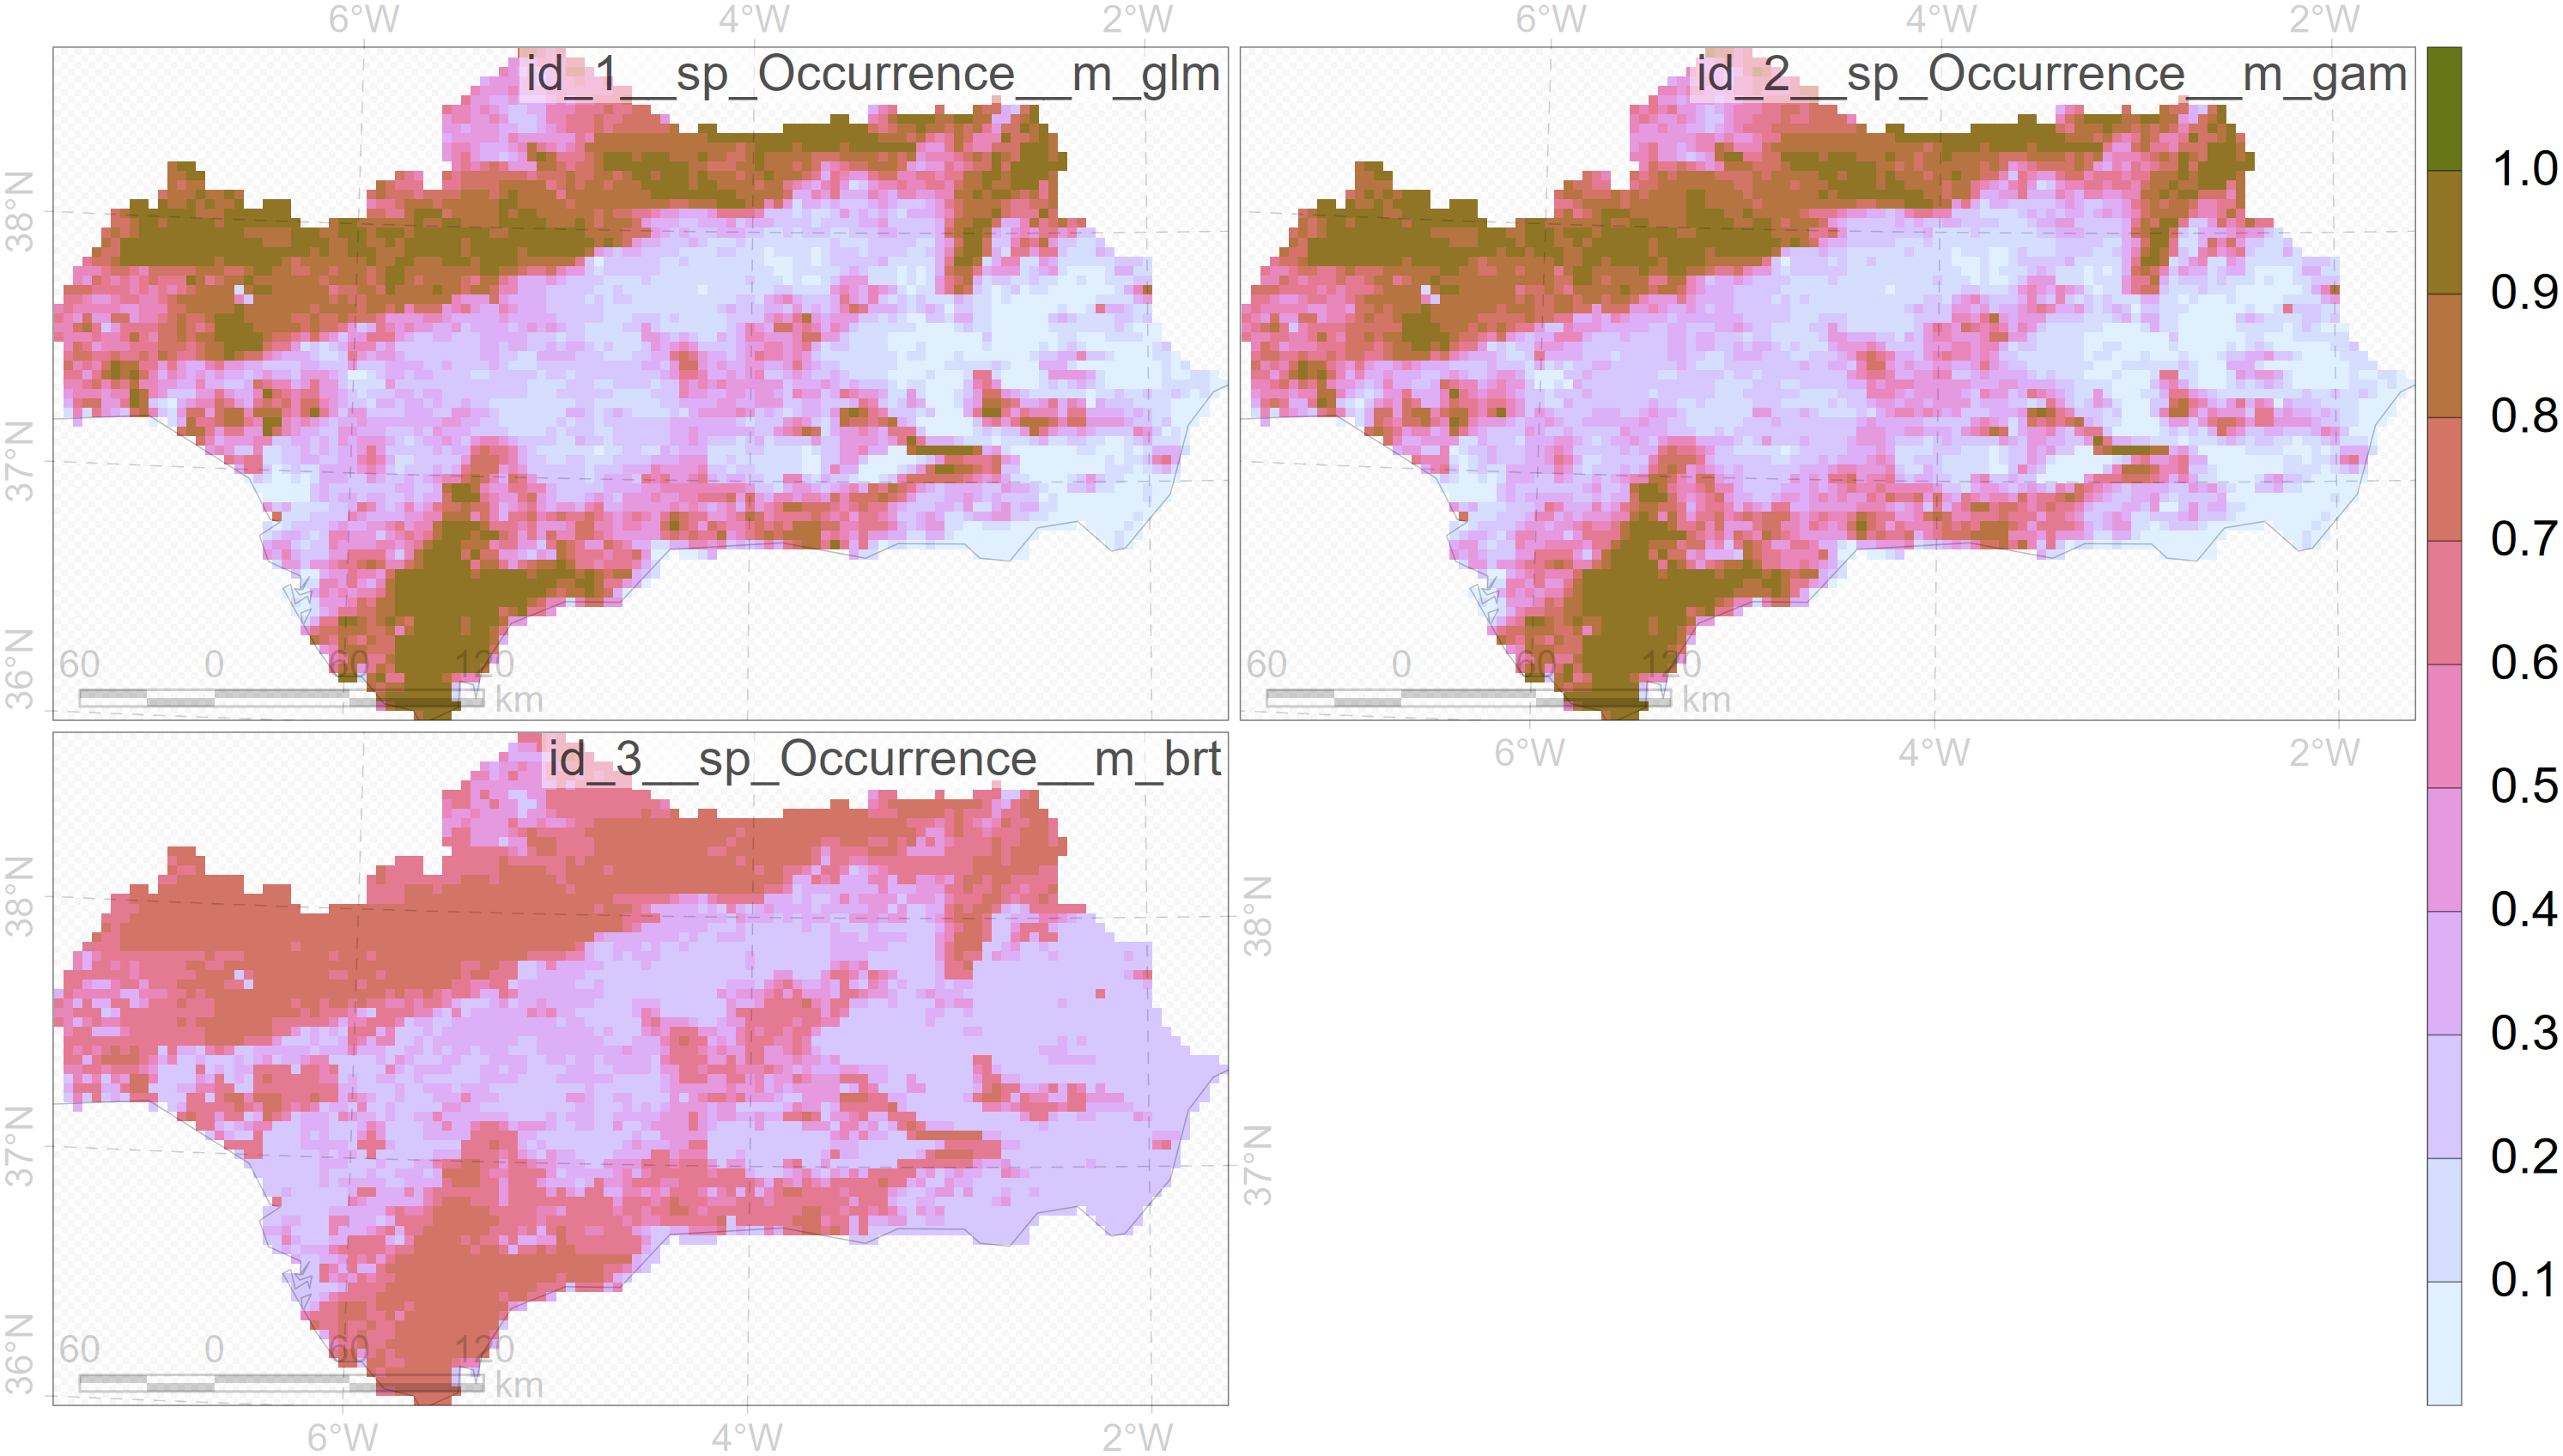 6°W 4°W 2°W 6°W 4°W 2°W
id_1__sp_Occurrence__m_glm
id_2__sp_Occurrence__m_gam
38°N
37°N
36°N
60 0 60 120
km
60 0 60 120
km
6°W 4°W 2°W
id_3__sp_Occurrence__m_brt
38°N
37°N
36°N
38°N
37°N
60 0 60 120
km
6°W 4°W 2°W
1.0
0.9
0.8
0.7
0.6
0.5
0.4
0.3
0.2
0.1